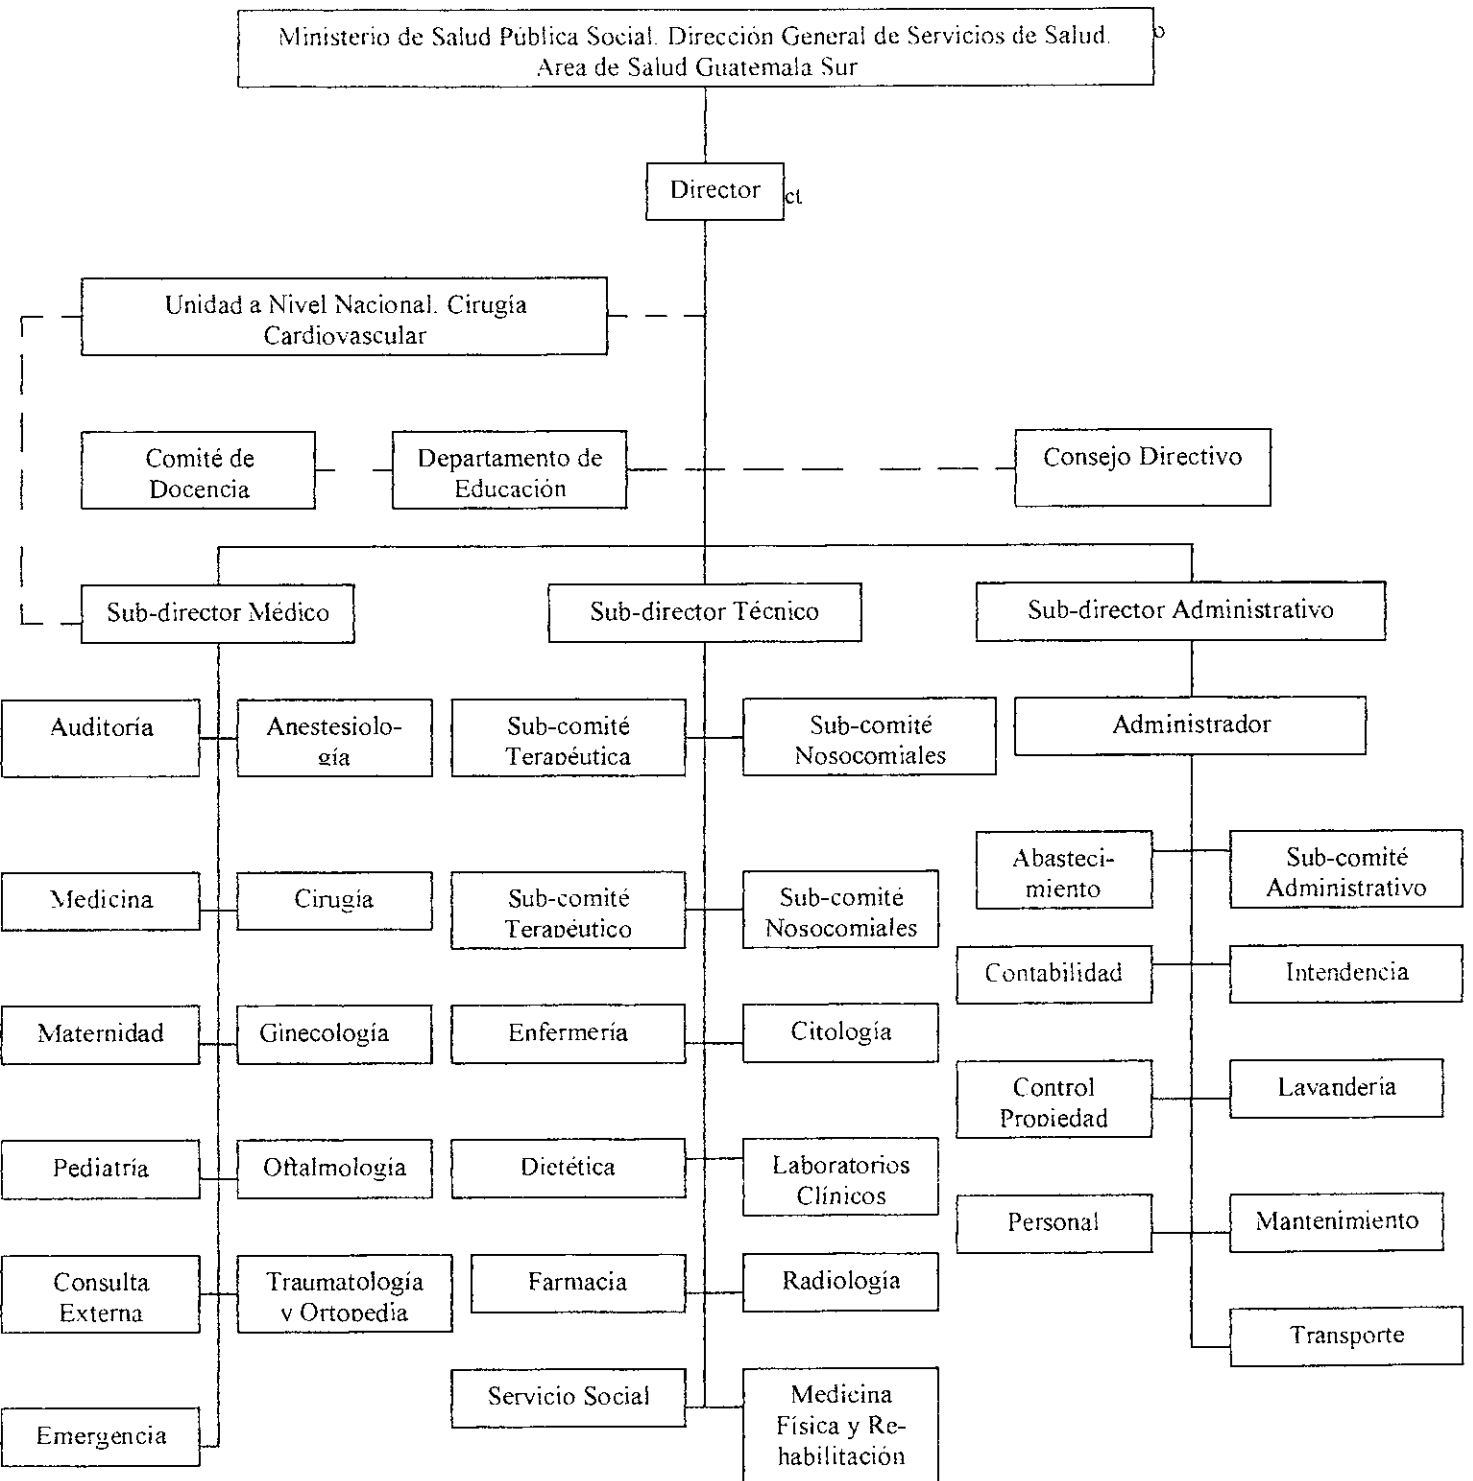 Ministerio de Salud Pública Social. Dirección General de Servicios de Salud. o
Area de Salud Guatemala Sur
Director ct
Unidad a Nivel Nacional. Cirugía
Cardiovascular
Comité de
Docencia
Departamento de
Educación
Consejo Directivo
Sub-director Médico
Sub-director Técnico
Sub-director Administrativo
Auditoría
Anestesiolo-
gía
Sub-comité
Terapéutica
Sub-comité
Nosocomiales
Administrador
Abasteci-
miento
Sub-comité
Administrativo
Medicina
Cirugía
Sub-comité
Terapéutico
Sub-comité
Nosocomiales
Contabilidad
Intendencia
Maternidad
Ginecología
Enfermería
Citología
Control
Propiedad
Lavandería
Pediatría
Oftalmología
Dietética
Laboratorios
Clínicos
Personal
Mantenimiento
Consulta
Externa
Traumatología
y Ortopedia
Farmacia
Radiología
Transporte
Servicio Social
Medicina
Física y Re-
habilitación
Emergencia